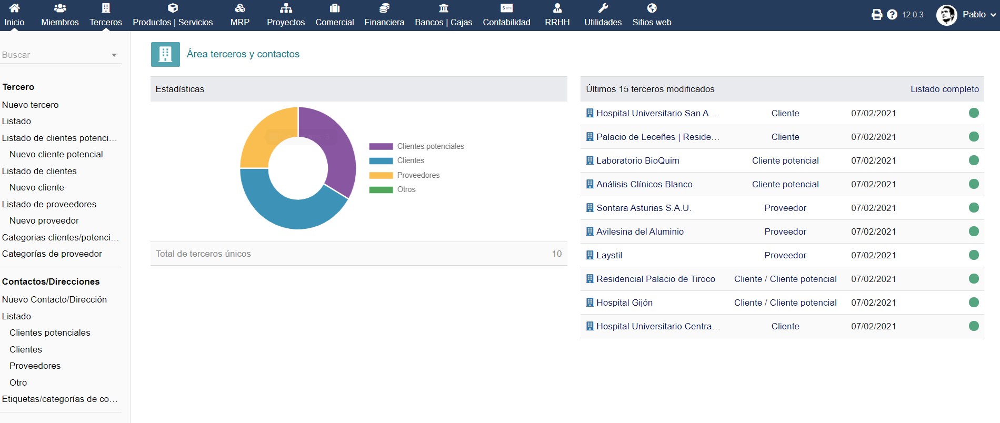 Inicio
Miembros
Terceros
Productos | Servicios
MRP
Proyectos
Comercial
Financiera
Bancos | Cajas
Contabilidad
RRHH
Utilidades
Sitios web
12.0.3
Pablo
Buscar
Tercero
Nuevo tercero
Listado
Listado de clientes potenci...
Nuevo cliente potencial
Listado de clientes
Nuevo cliente
Listado de proveedores
Nuevo proveedor
Categorias clientes/potenci...
Categorías de proveedor
Contactos/Direcciones
Nuevo Contacto/Dirección
Listado
Clientes potenciales
Clientes
Proveedores
Otro
Etiquetas/categorías de co...
Área terceros y contactos
Estadísticas
Clientes potenciales
Clientes
Proveedores
Otros
Total de terceros únicos 10
Últimos 15 terceros modificados Listado completo
Hospital Universitario San A... Cliente 07/02/2021
Palacio de Leceñes | Reside... Cliente 07/02/2021
Laboratorio BioQuim Cliente potencial 07/02/2021
Análisis Clínicos Blanco Cliente potencial 07/02/2021
Sontara Asturias S.A.U. Proveedor 07/02/2021
Avilesina del Aluminio Proveedor 07/02/2021
Laystil Proveedor 07/02/2021
Residencial Palacio de Tiroco Cliente / Cliente potencial 07/02/2021
Hospital Gijón Cliente / Cliente potencial 07/02/2021
Hospital Universitario Centra... Cliente 07/02/2021